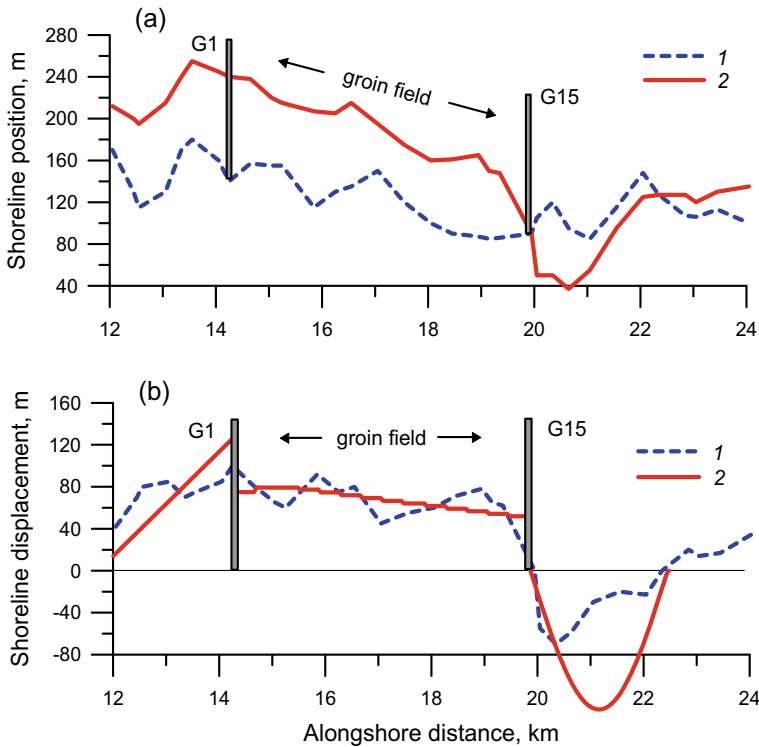 (a)
280
240
200
160
120
80
40
Shoreline position, m
G1
groin field
G15
1
2
12 14 16 18 20 22 24
(b)
160
120
80
40
0
-40
-80
Shoreline displacement, m
G1
groin field
G15
1
2
12 14 16 18 20 22 24
Alongshore distance, km